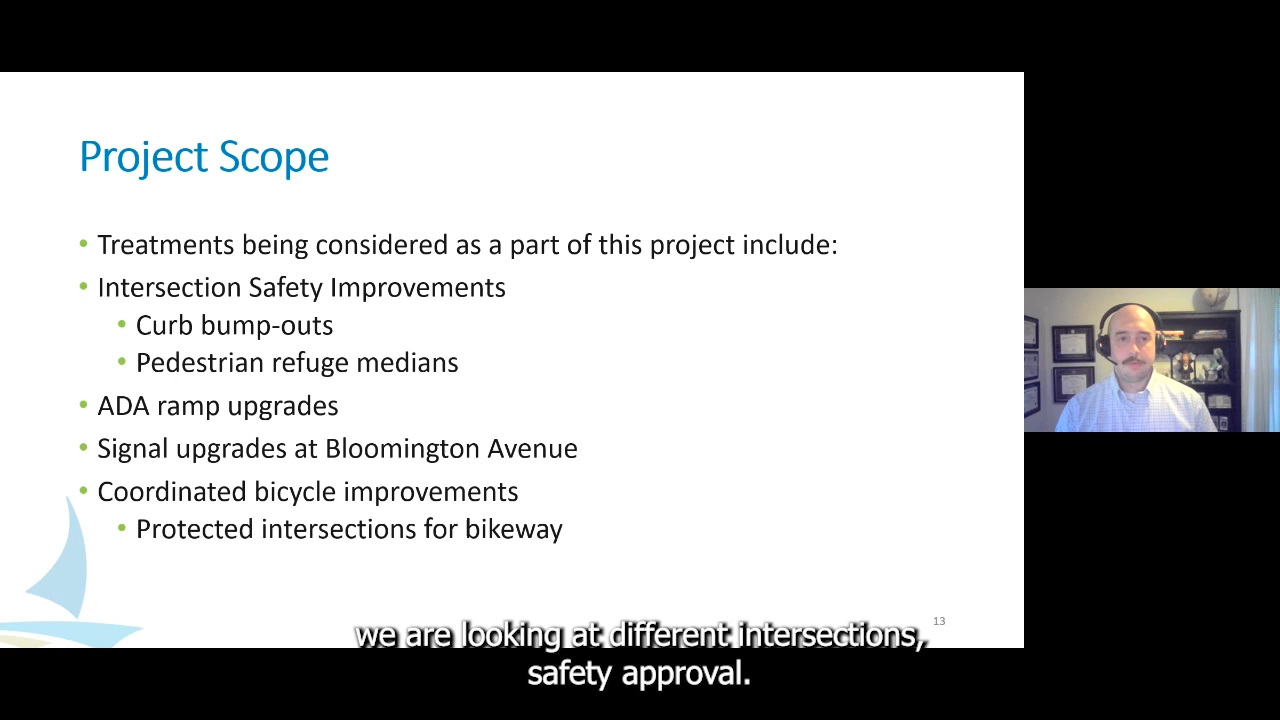 Project Scope
• Treatments being considered as a part of this project include:
• Intersection Safety Improvements
• Curb bump-outs
• Pedestrian refuge medians
• ADA ramp upgrades
• Signal upgrades at Bloomington Avenue
• Coordinated bicycle improvements
• Protected intersections for bikeway
13
we are looking at different intersections,
safety approval.